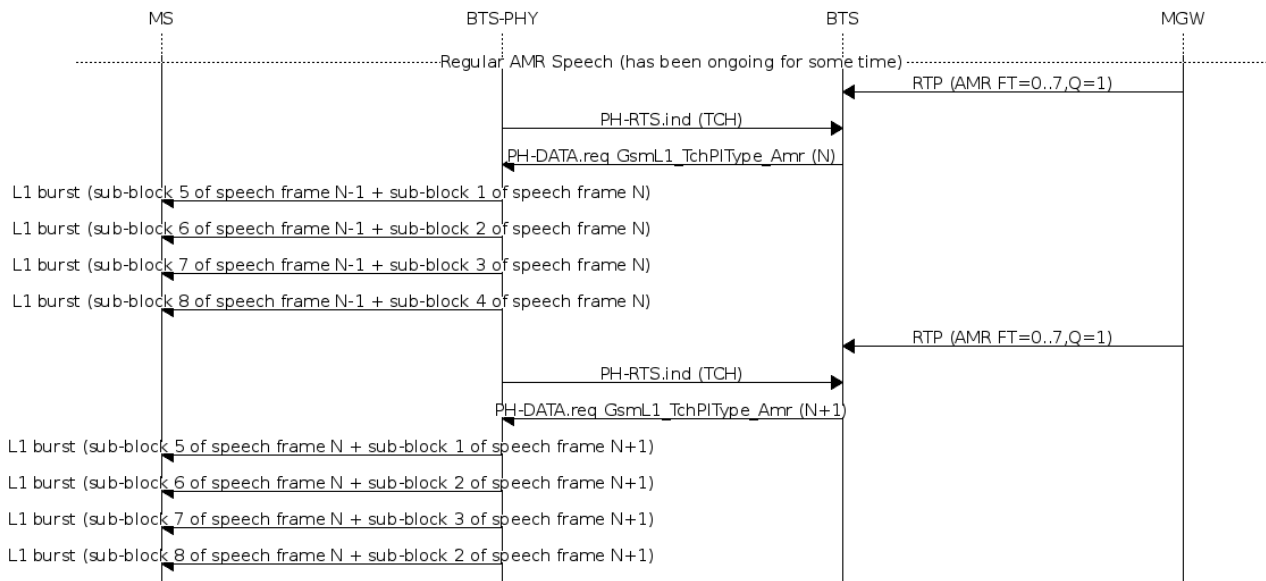 MS BTS-PHY BTS MGW
Regular AMR Speech (has been ongoing for some time)
RTP (AMR FT=0..7,Q=1)
PH-RTS.ind (TCH)
PH-DATA.req GsmL1_TchPlType_Amr (N)
L1 burst (sub-block 5 of speech frame N-1 + sub-block 1 of speech frame N)
L1 burst (sub-block 6 of speech frame N-1 + sub-block 2 of speech frame N)
L1 burst (sub-block 7 of speech frame N-1 + sub-block 3 of speech frame N)
L1 burst (sub-block 8 of speech frame N-1 + sub-block 4 of speech frame N)
RTP (AMR FT=0..7,Q=1)
PH-RTS.ind (TCH)
PH-DATA.req GsmL1_TchPlType_Amr (N+1)
L1 burst (sub-block 5 of speech frame N + sub-block 1 of speech frame N+1)
L1 burst (sub-block 6 of speech frame N + sub-block 2 of speech frame N+1)
L1 burst (sub-block 7 of speech frame N + sub-block 3 of speech frame N+1)
L1 burst (sub-block 8 of speech frame N + sub-block 2 of speech frame N+1)